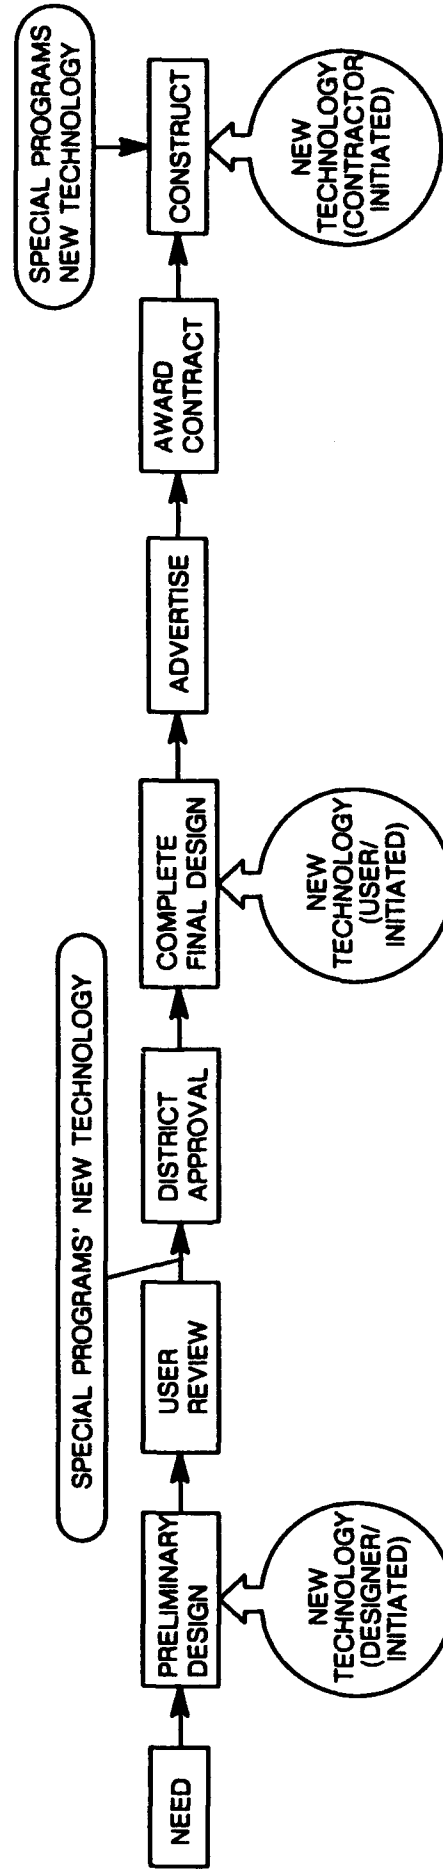 SPECIAL PROGRAMS' NEW TECHNOLOGY
SPECIAL PROGRAMS
NEW TECHNOLOGY
NEED
PRELIMINARY
DESIGN
USER
REVIEW
DISTRICT
APPROVAL
COMPLETE
FINAL DESIGN
ADVERTISE
AWARD
CONTRACT
CONSTRUCT
NEW
TECHNOLOGY
(DESIGNER/
INITIATED)
NEW
TECHNOLOGY
(USER/
INITIATED)
NEW
TECHNOLOGY
(CONTRACTOR
INITIATED)